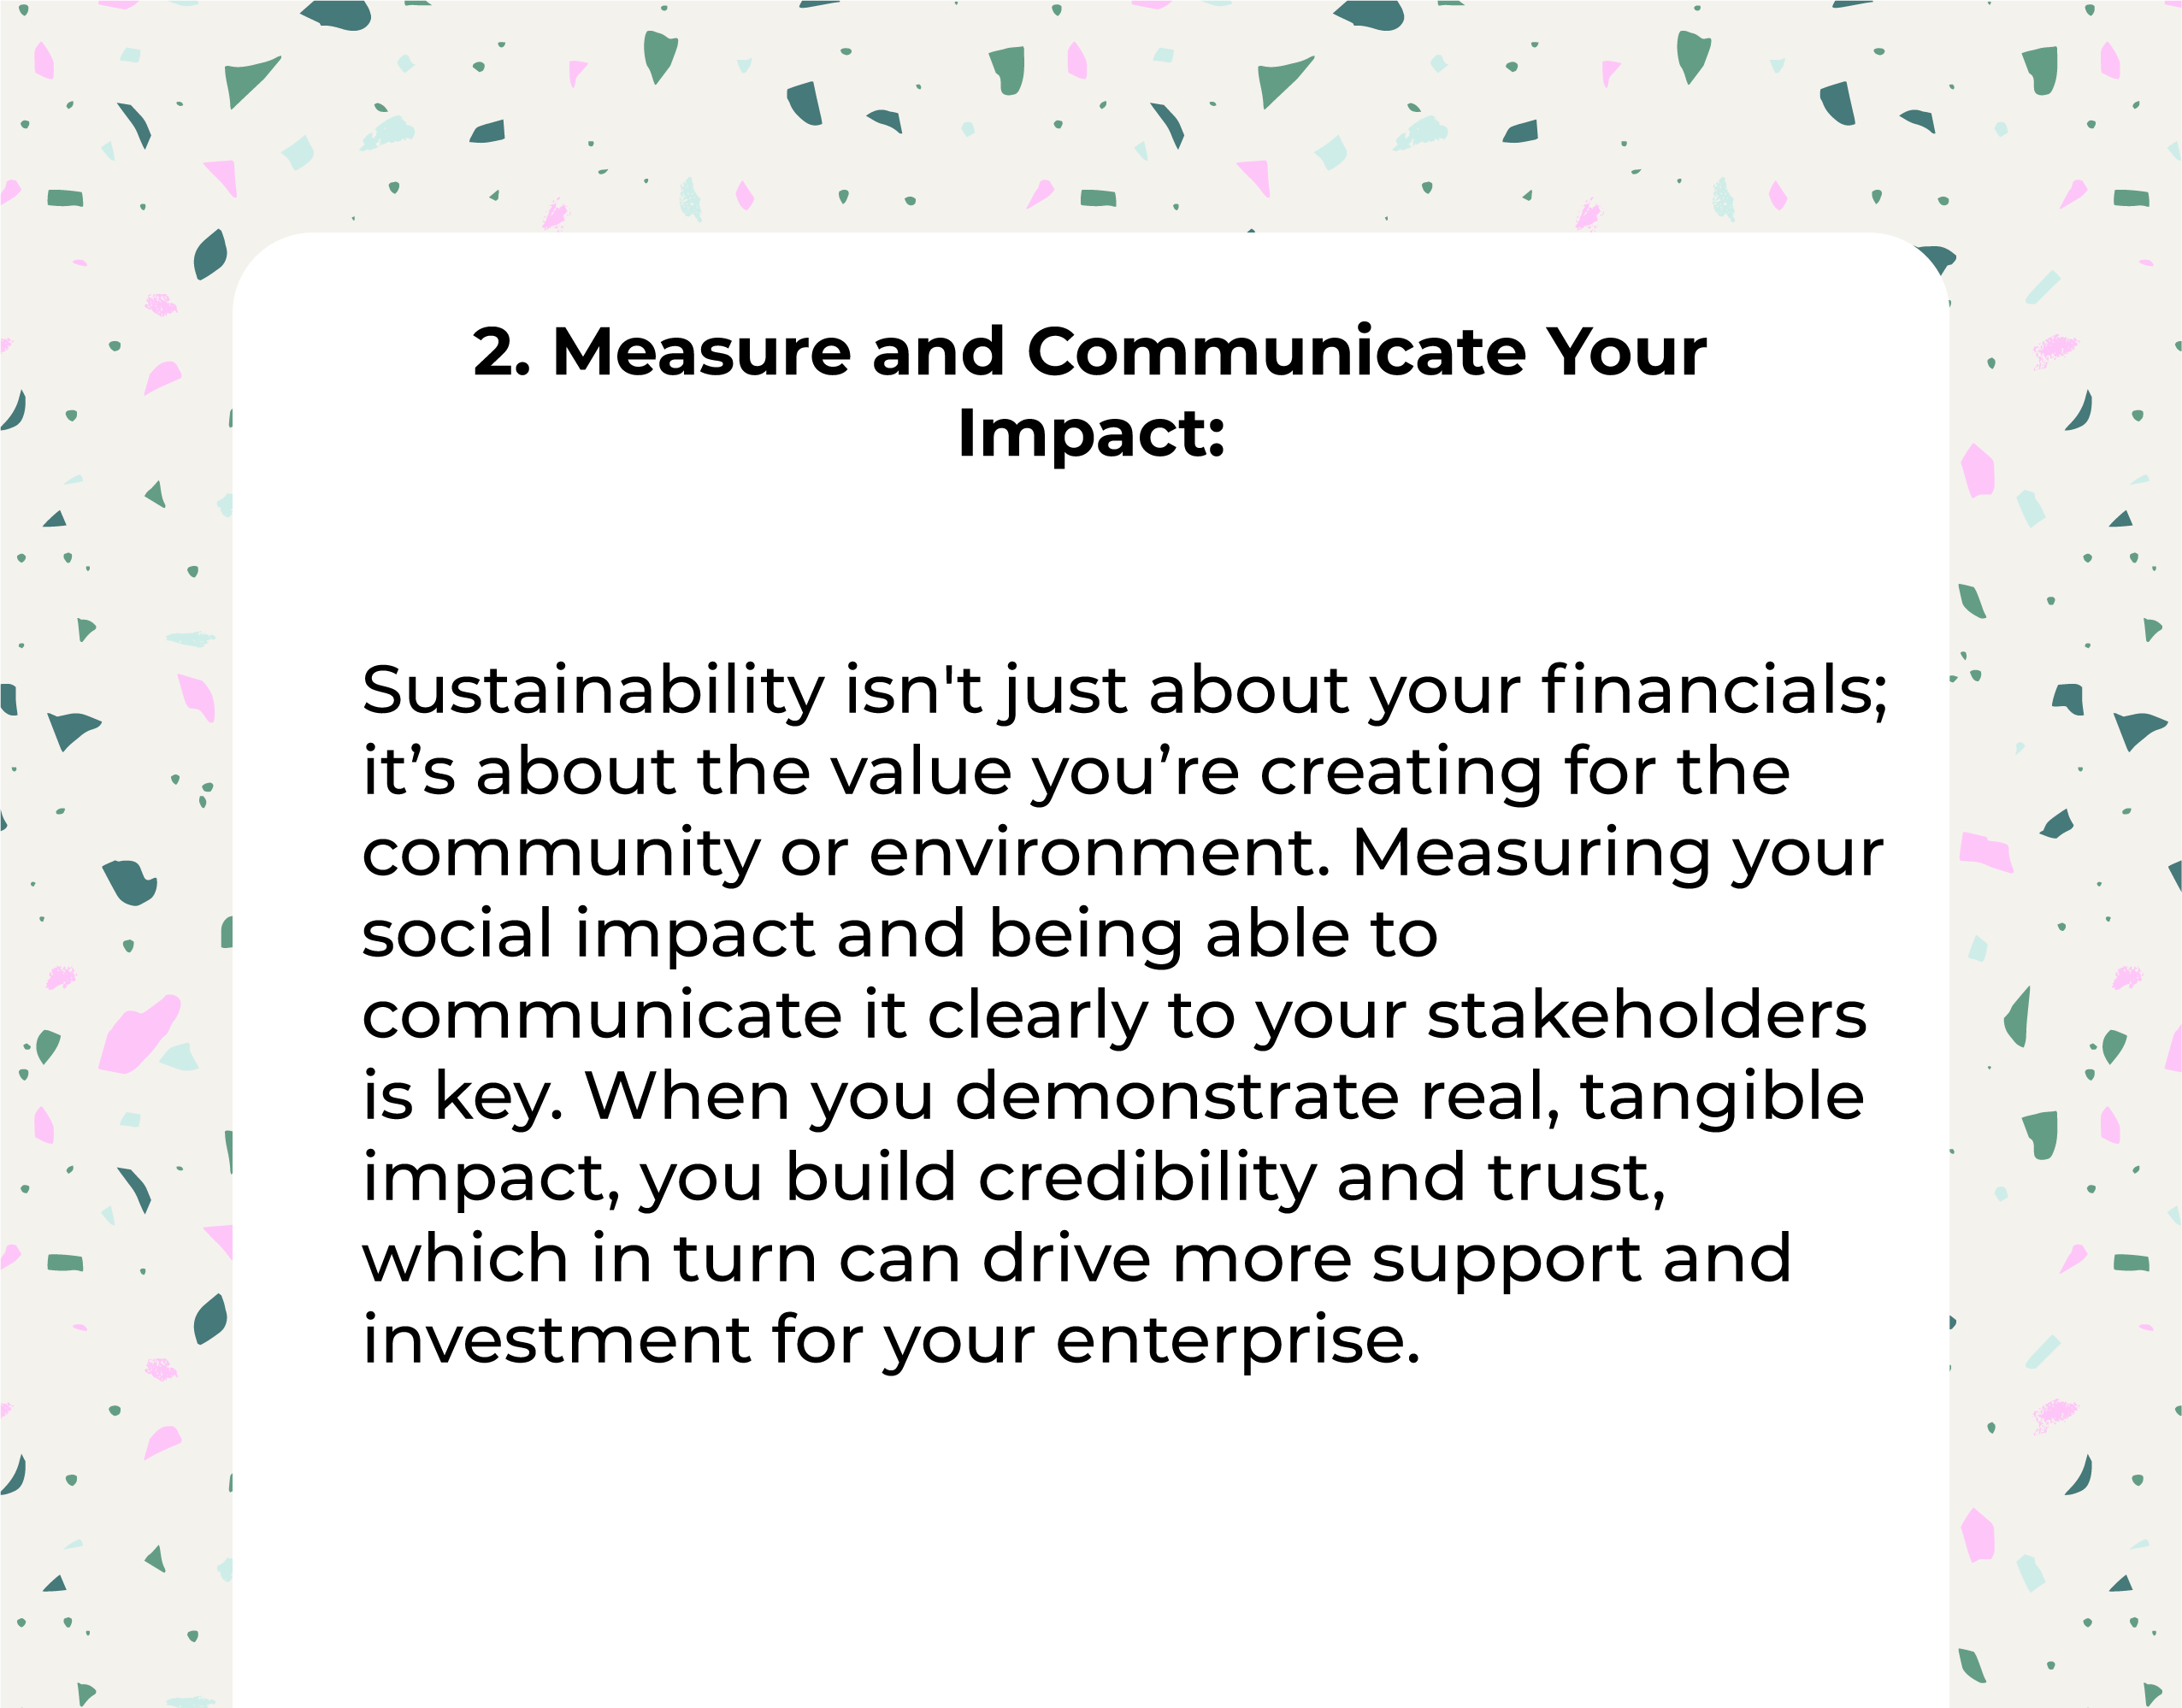 2. Measure and Communicate Your
Impact:
Sustainability isn't just about your financials;
it’s about the value you’re creating for the
community or environment. Measuring your
social impact and being able to
communicate it clearly to your stakeholders
is key. When you demonstrate real, tangible
impact, you build credibility and trust,
which in turn can drive more support and
investment for your enterprise.